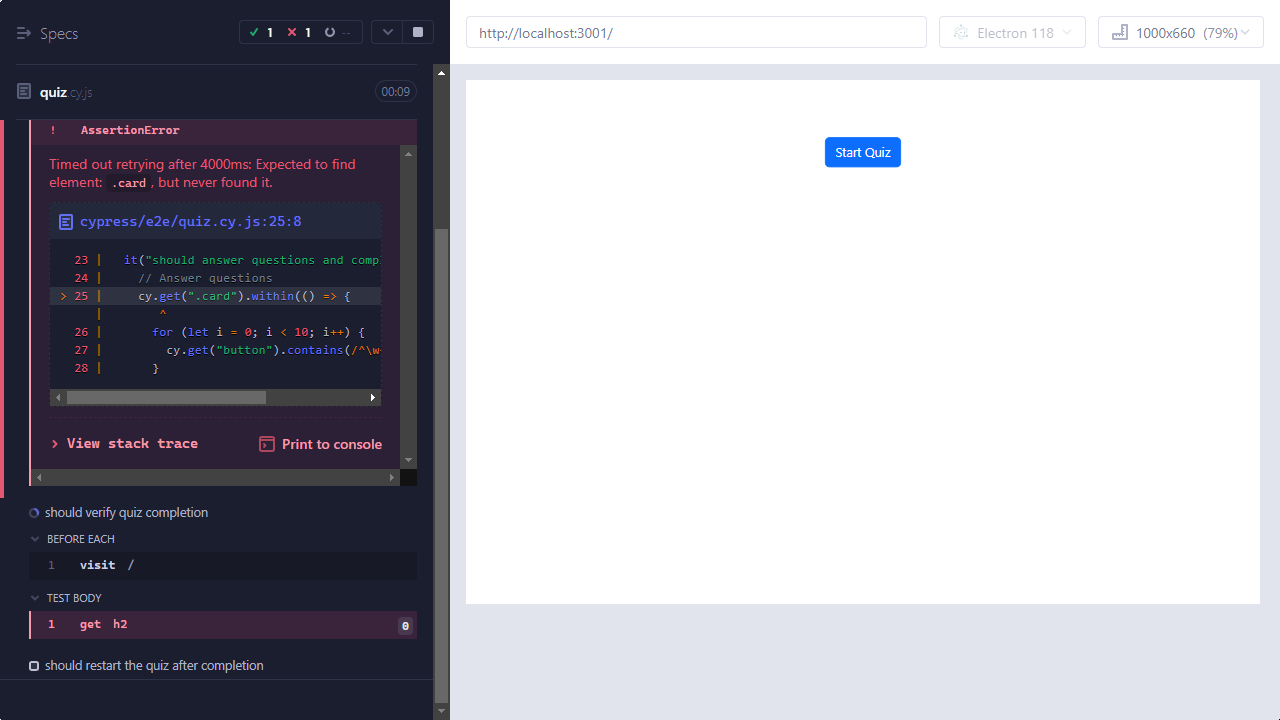 Specs
1 1 --
quiz.cy.js
00:09
! AssertionError
Timed out retrying after 4000ms: Expected to find
element: .card, but never found it.
cypress/e2e/quiz.cy.js:25:8
23 | it("should answer questions and comp
24 | // Answer questions
> 25 | cy.get(".card").within(() => {
| ^
26 | for (let i = 0; i < 10; i++) {
27 | cy.get("button").contains(/^\w
28 | }
> View stack trace
Print to console
should verify quiz completion
BEFORE EACH
1 visit /
TEST BODY
1 get h2 0
should restart the quiz after completion
http://localhost:3001/
Electron 118
1000x660 (79%)
Start Quiz